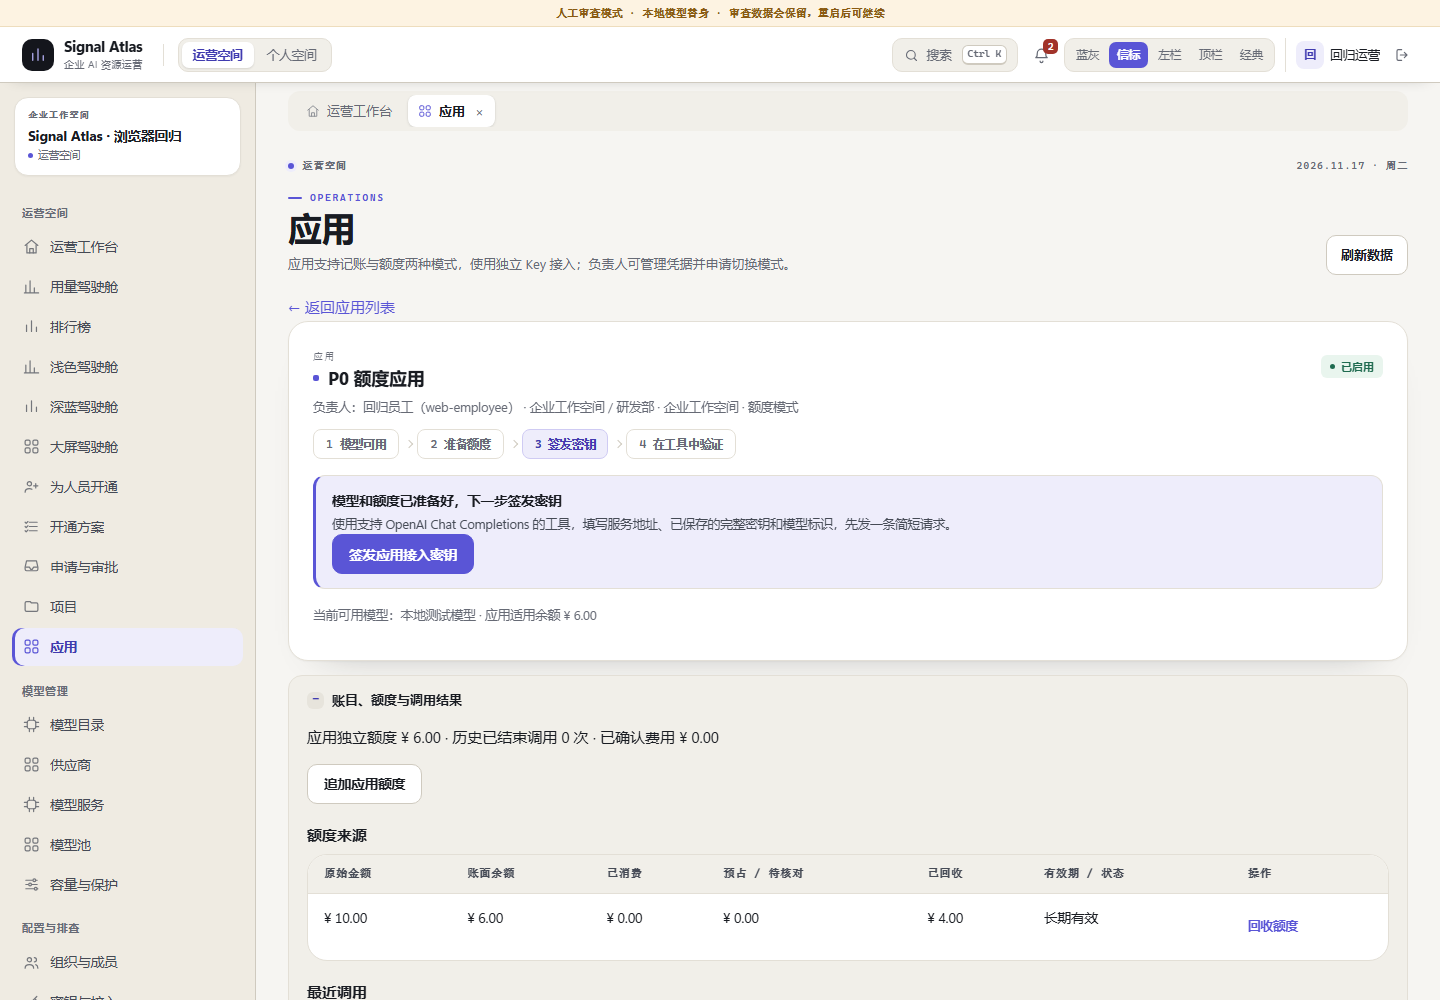 人工审查模式 · 本地模型替身 · 审查数据会保留，重启后可继续
Signal Atlas
企业 AI 资源运营
运营空间 个人空间
搜索 Ctrl K
2
蓝灰 信标 左栏 顶栏 经典
回 回归运营
企业工作空间
Signal Atlas · 浏览器回归
运营空间
运营空间
运营工作台
用量驾驶舱
排行榜
浅色驾驶舱
深蓝驾驶舱
大屏驾驶舱
为人员开通
开通方案
申请与审批
项目
应用
模型管理
模型目录
供应商
模型服务
模型池
容量与保护
配置与排查
组织与成员
运营工作台 应用 ×
运营空间
2026.11.17 · 周二
OPERATIONS
应用
应用支持记账与额度两种模式，使用独立 Key 接入；负责人可管理凭据并申请切换模式。
刷新数据
← 返回应用列表
应用
P0 额度应用
已启用
负责人：回归员工（web-employee） · 企业工作空间 / 研发部 · 企业工作空间 · 额度模式
1 模型可用 2 准备额度 3 签发密钥 4 在工具中验证
模型和额度已准备好，下一步签发密钥
使用支持 OpenAI Chat Completions 的工具，填写服务地址、已保存的完整密钥和模型标识，先发一条简短请求。
签发应用接入密钥
当前可用模型：本地测试模型 · 应用适用余额 ¥ 6.00
− 账目、额度与调用结果
应用独立额度 ¥ 6.00 · 历史已结束调用 0 次 · 已确认费用 ¥ 0.00
追加应用额度
额度来源
原始金额 账面余额 已消费 预占 / 待核对 已回收 有效期 / 状态 操作
¥ 10.00 ¥ 6.00 ¥ 0.00 ¥ 0.00 ¥ 4.00 长期有效 回收额度
最近调用